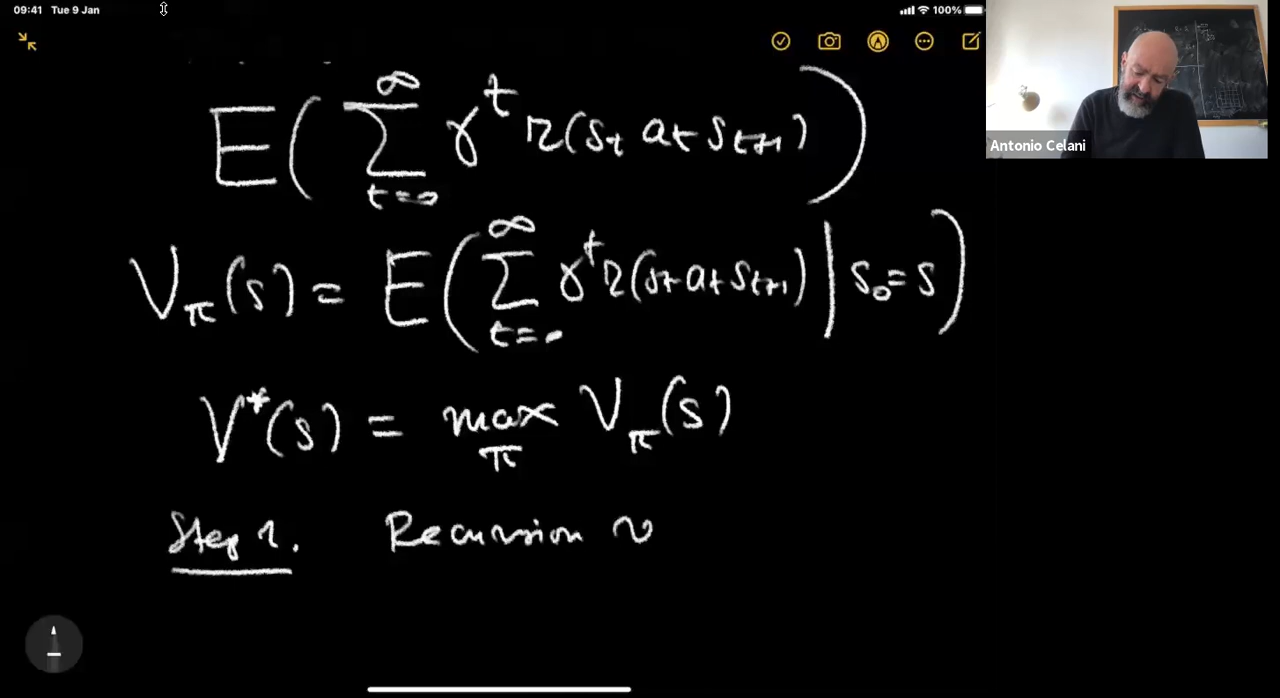 09:41 Tue 9 Jan 100%
E(∑_{t=0}^{∞} γ^t r(s_t a_t s_{t+1}))
V_π(s) = E(∑_{t=0}^{∞} γ^t r(s_t a_t s_{t+1}) | s_0 = s)
V*(s) = max_π V_π(s)
Step 1. Recursion
Antonio Celani